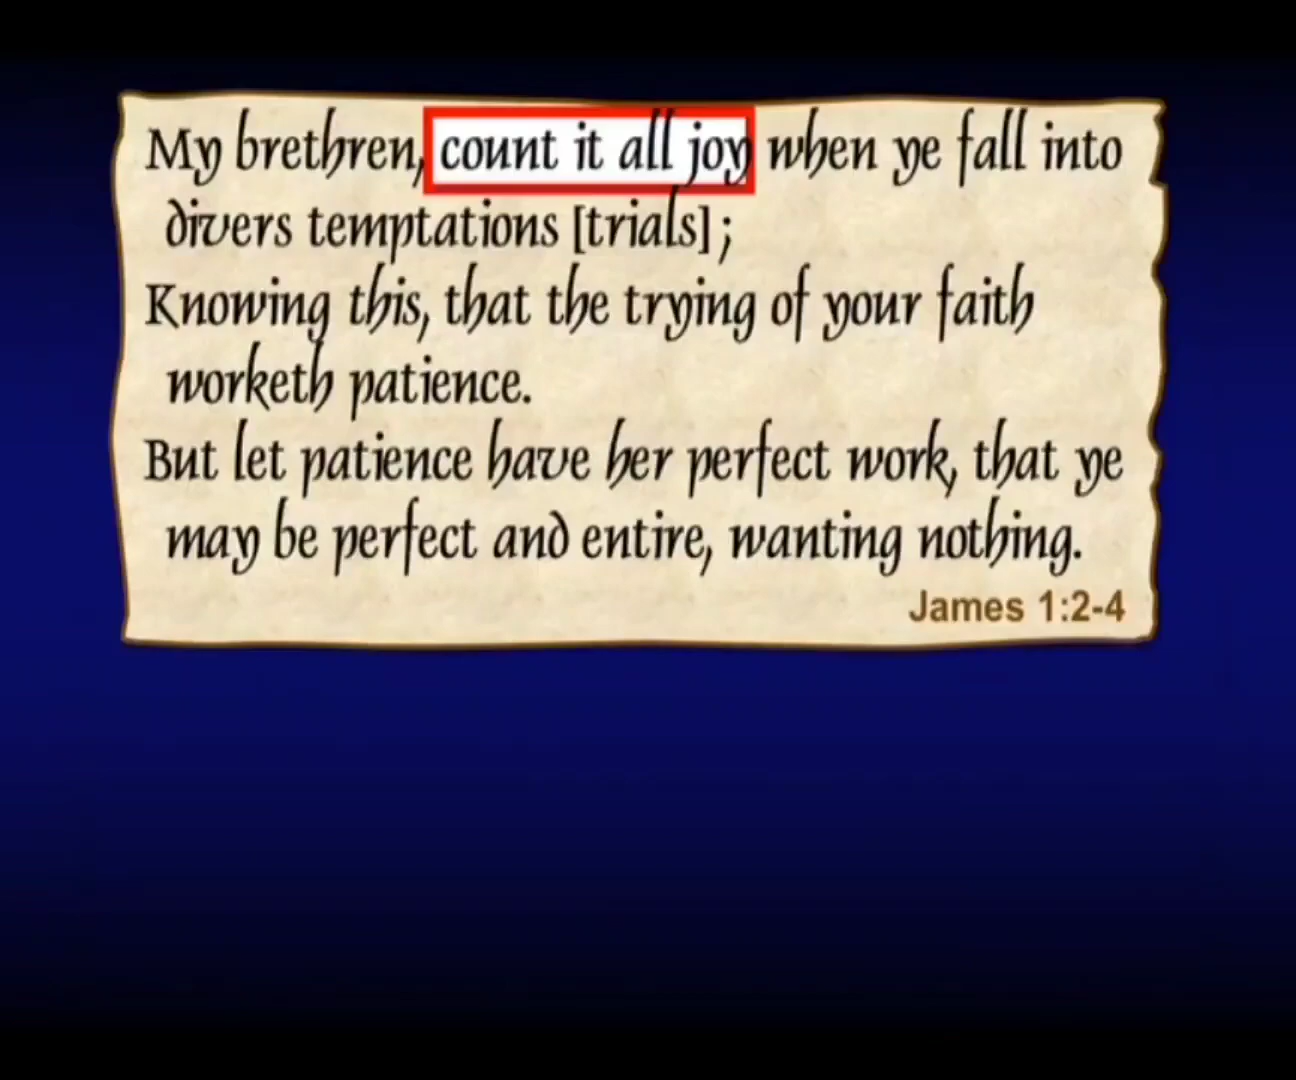 My brethren, count it all joy when ye fall into
divers temptations [trials] ;
Knowing this, that the trying of your faith
worketh patience.
But let patience have her perfect work, that ye
may be perfect and entire, wanting nothing.
James 1:2-4